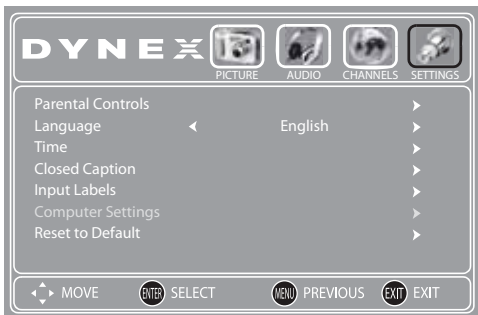 DYNEX
PICTURE AUDIO CHANNELS SETTINGS
Parental Controls
Language English
Time
Closed Caption
Input Labels
Computer Settings
Reset to Default
MOVE ENTER SELECT MENU PREVIOUS EXIT EXIT